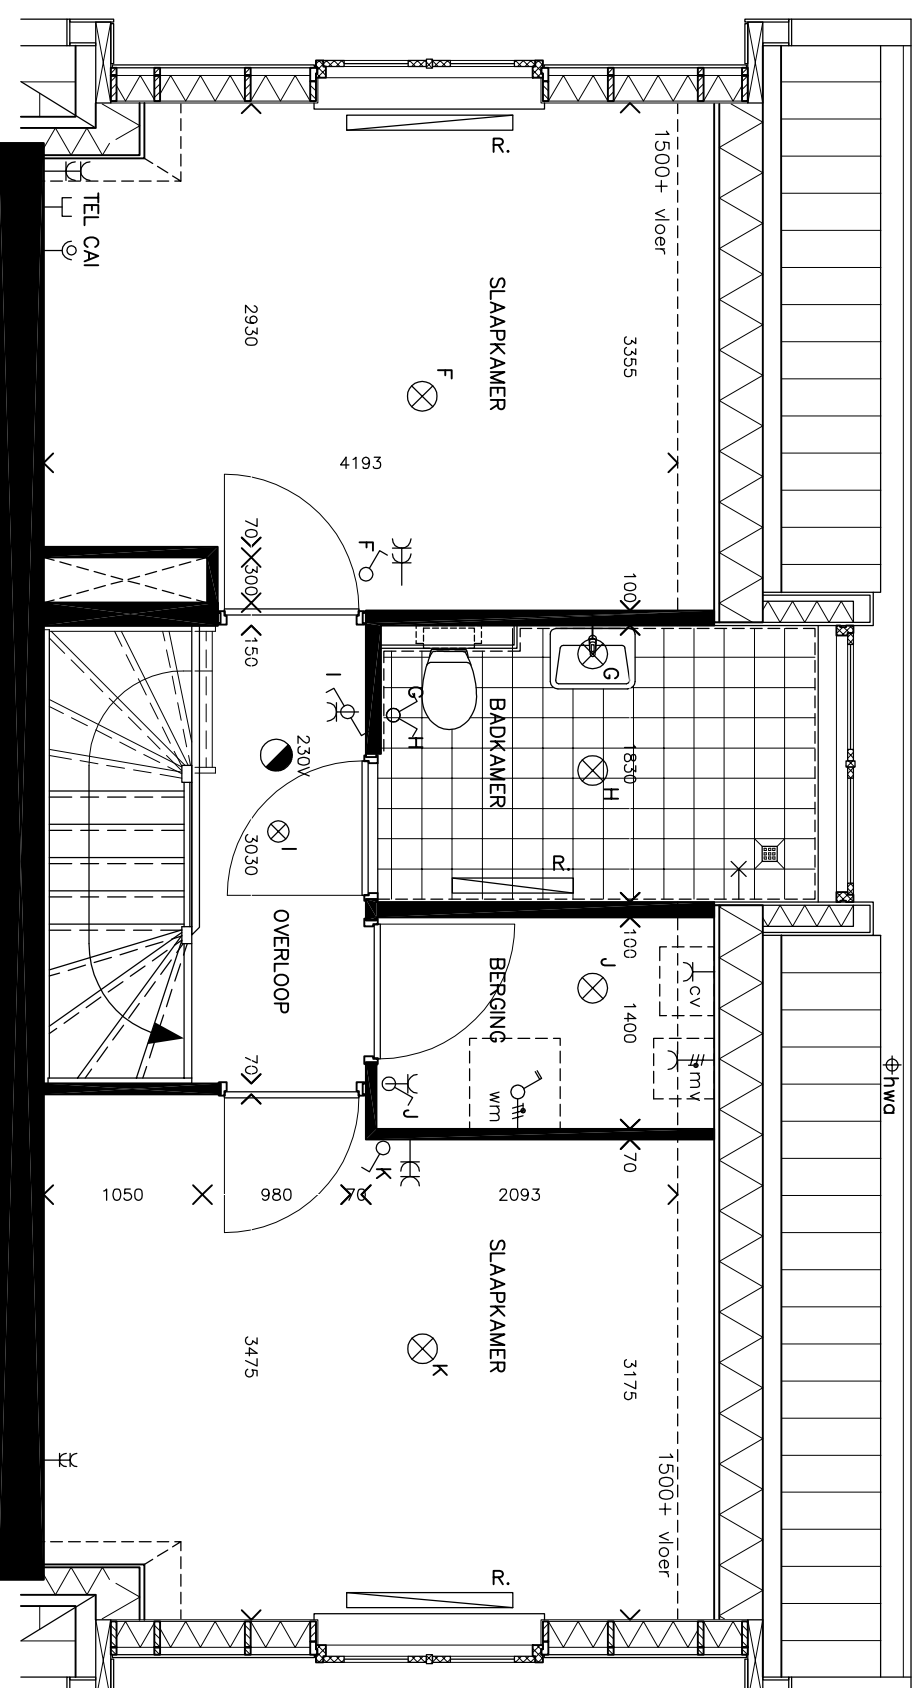 R.
1500+ vloer
TEL CAI
SLAAPKAMER
2930
3355
F
4193
70
300
F
100
150
I
G
G
H
230V
BADKAMER
1830
H
I
3030
R.
OVERLOOP
100
BERGING
J
1400
cv
mv
wm
hwa
70
J
70
K
1050
980
70
2093
SLAAPKAMER
3475
K
3175
1500+ vloer
R.